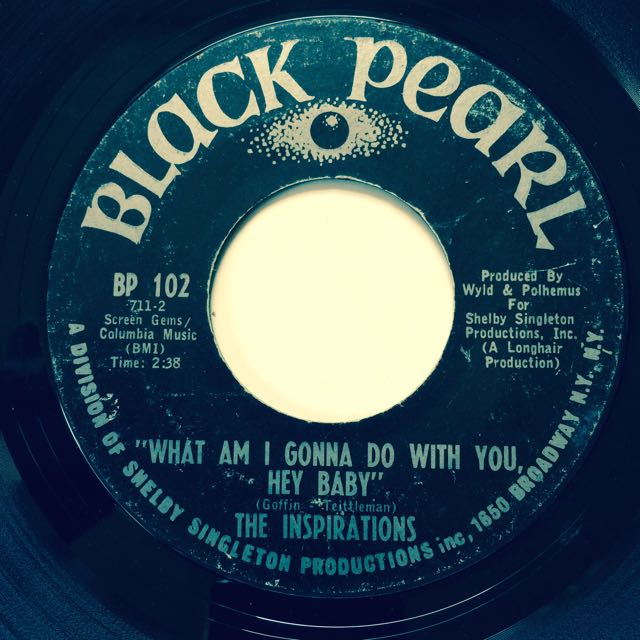 BLACK PEARL
BP 102
711-2
Screen Gems/
Columbia Music
(BMI)
Time: 2:38
Produced By
Wyld & Polhemus
For
Shelby Singleton
Productions, Inc.
(A Longhair
Production)
"WHAT AM I GONNA DO WITH YOU,
HEY BABY"
(Goffin - Teittleman)
THE INSPIRATIONS
A DIVISION OF SHELBY SINGLETON PRODUCTIONS inc, 1650 BROADWAY N.Y. N.Y.